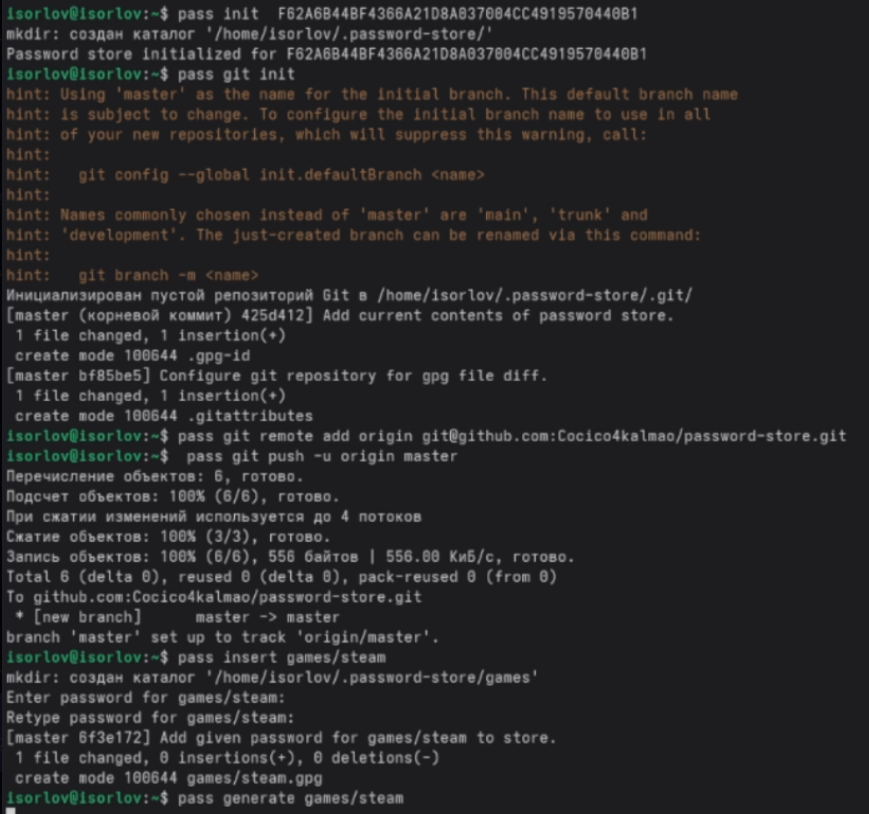 isorlov@isorlov:~$ pass init  F62A6B44BF4366A21D8A037004CC4919570440B1
mkdir: создан каталог '/home/isorlov/.password-store/'
Password store initialized for F62A6B44BF4366A21D8A037004CC4919570440B1
isorlov@isorlov:~$ pass git init
hint: Using 'master' as the name for the initial branch. This default branch name
hint: is subject to change. To configure the initial branch name to use in all
hint: of your new repositories, which will suppress this warning, call:
hint:
hint:   git config --global init.defaultBranch <name>
hint:
hint: Names commonly chosen instead of 'master' are 'main', 'trunk' and
hint: 'development'. The just-created branch can be renamed via this command:
hint:
hint:   git branch -m <name>
Инициализирован пустой репозиторий Git в /home/isorlov/.password-store/.git/
[master (корневой коммит) 425d412] Add current contents of password store.
 1 file changed, 1 insertion(+)
 create mode 100644 .gpg-id
[master bf85be5] Configure git repository for gpg file diff.
 1 file changed, 1 insertion(+)
 create mode 100644 .gitattributes
isorlov@isorlov:~$ pass git remote add origin git@github.com:Cocico4kalmao/password-store.git
isorlov@isorlov:~$  pass git push -u origin master
Перечисление объектов: 6, готово.
Подсчет объектов: 100% (6/6), готово.
При сжатии изменений используется до 4 потоков
Сжатие объектов: 100% (3/3), готово.
Запись объектов: 100% (6/6), 556 байтов | 556.00 КиБ/с, готово.
Total 6 (delta 0), reused 0 (delta 0), pack-reused 0 (from 0)
To github.com:Cocico4kalmao/password-store.git
 * [new branch]      master -> master
branch 'master' set up to track 'origin/master'.
isorlov@isorlov:~$ pass insert games/steam
mkdir: создан каталог '/home/isorlov/.password-store/games'
Enter password for games/steam:
Retype password for games/steam:
[master 6f3e172] Add given password for games/steam to store.
 1 file changed, 0 insertions(+), 0 deletions(-)
 create mode 100644 games/steam.gpg
isorlov@isorlov:~$ pass generate games/steam